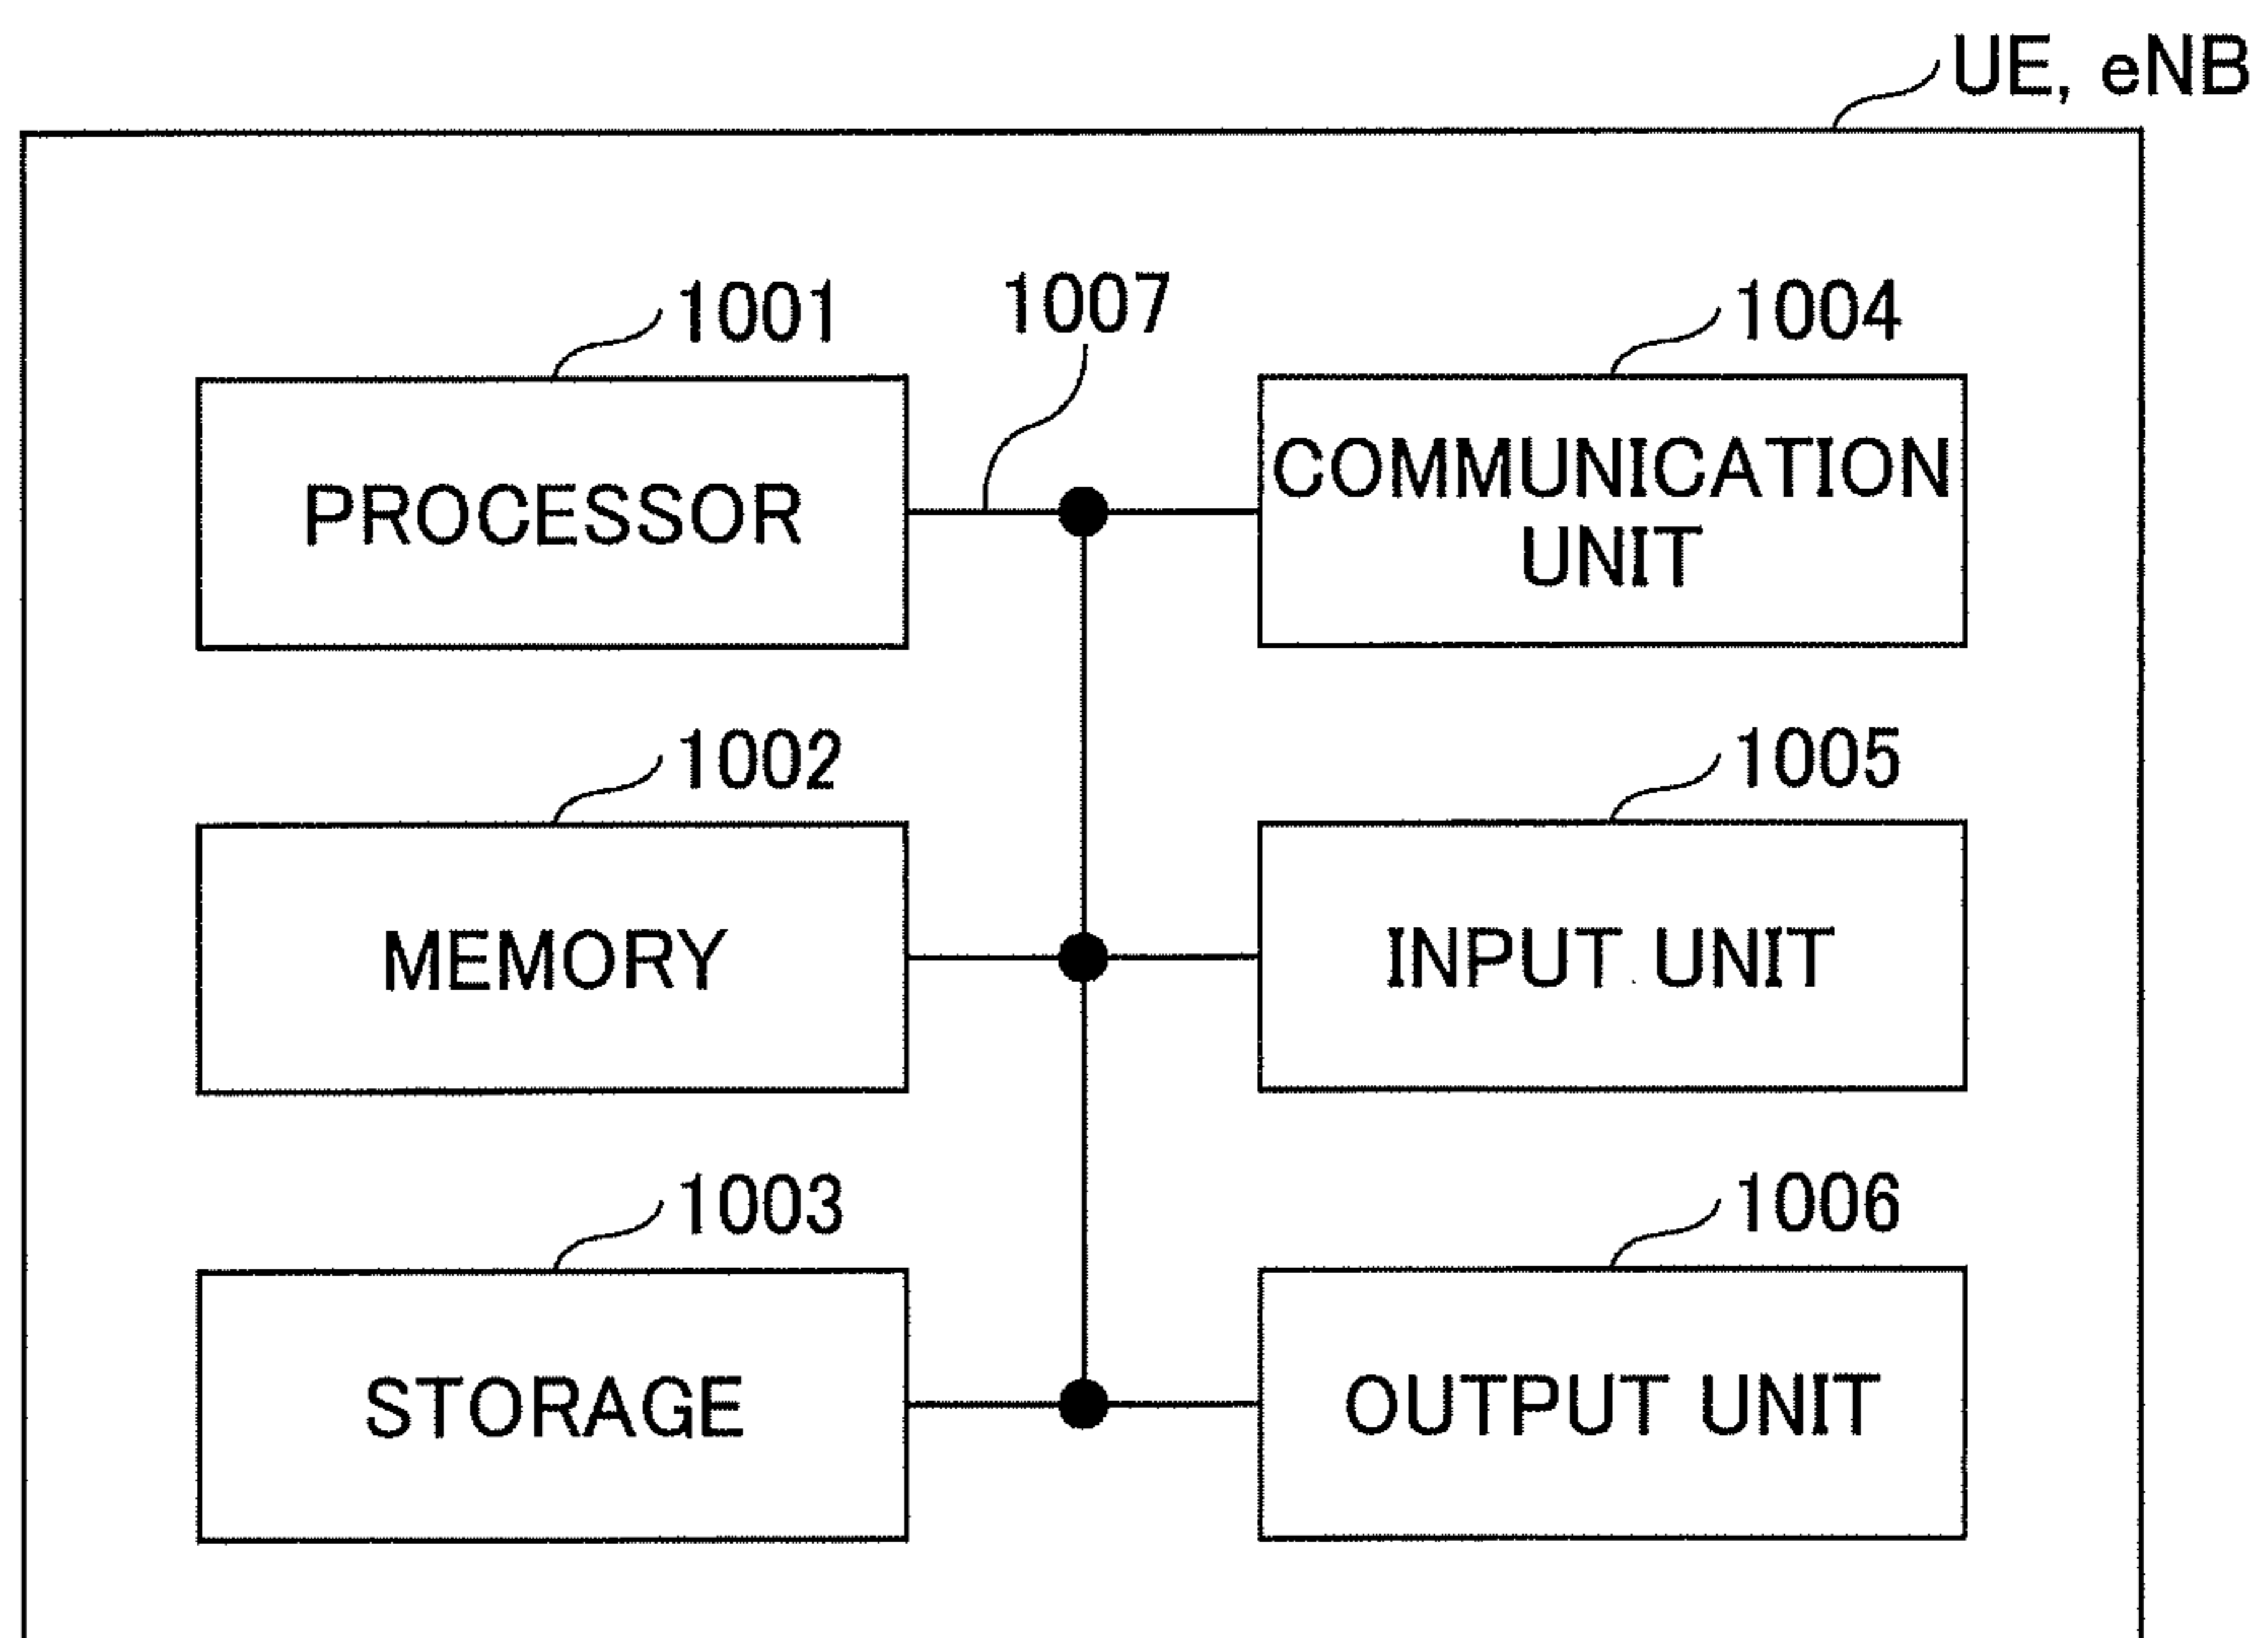 UE, eNB
1001
1007
1004
PROCESSOR
COMMUNICATION
UNIT
1002
1005
MEMORY
INPUT UNIT
1003
1006
STORAGE
OUTPUT UNIT